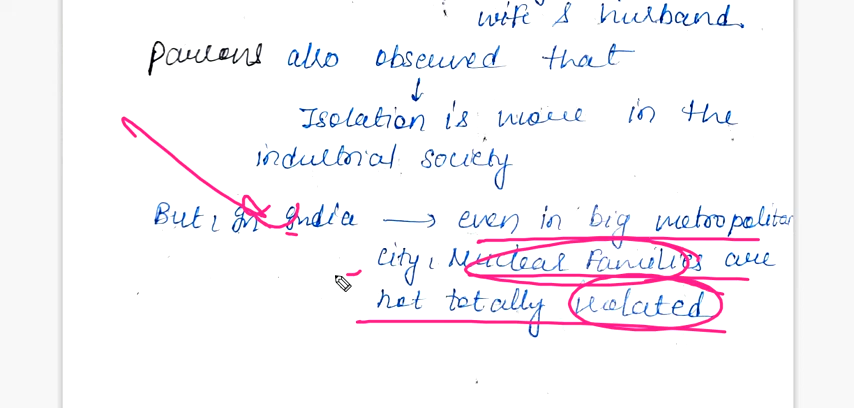 wife & husband.
Parsons also observed that
↓
Isolation is more in the
industrial society
But, In India → even in big metropolitan
city, Nuclear Families are
not totally isolated